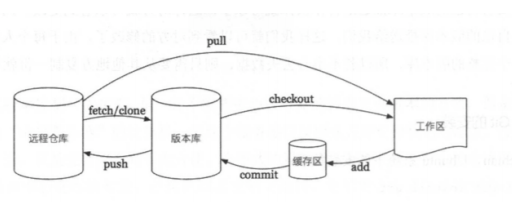 pull
fetch/clone
checkout
远程仓库
版本库
工作区
push
缓存区
commit
add